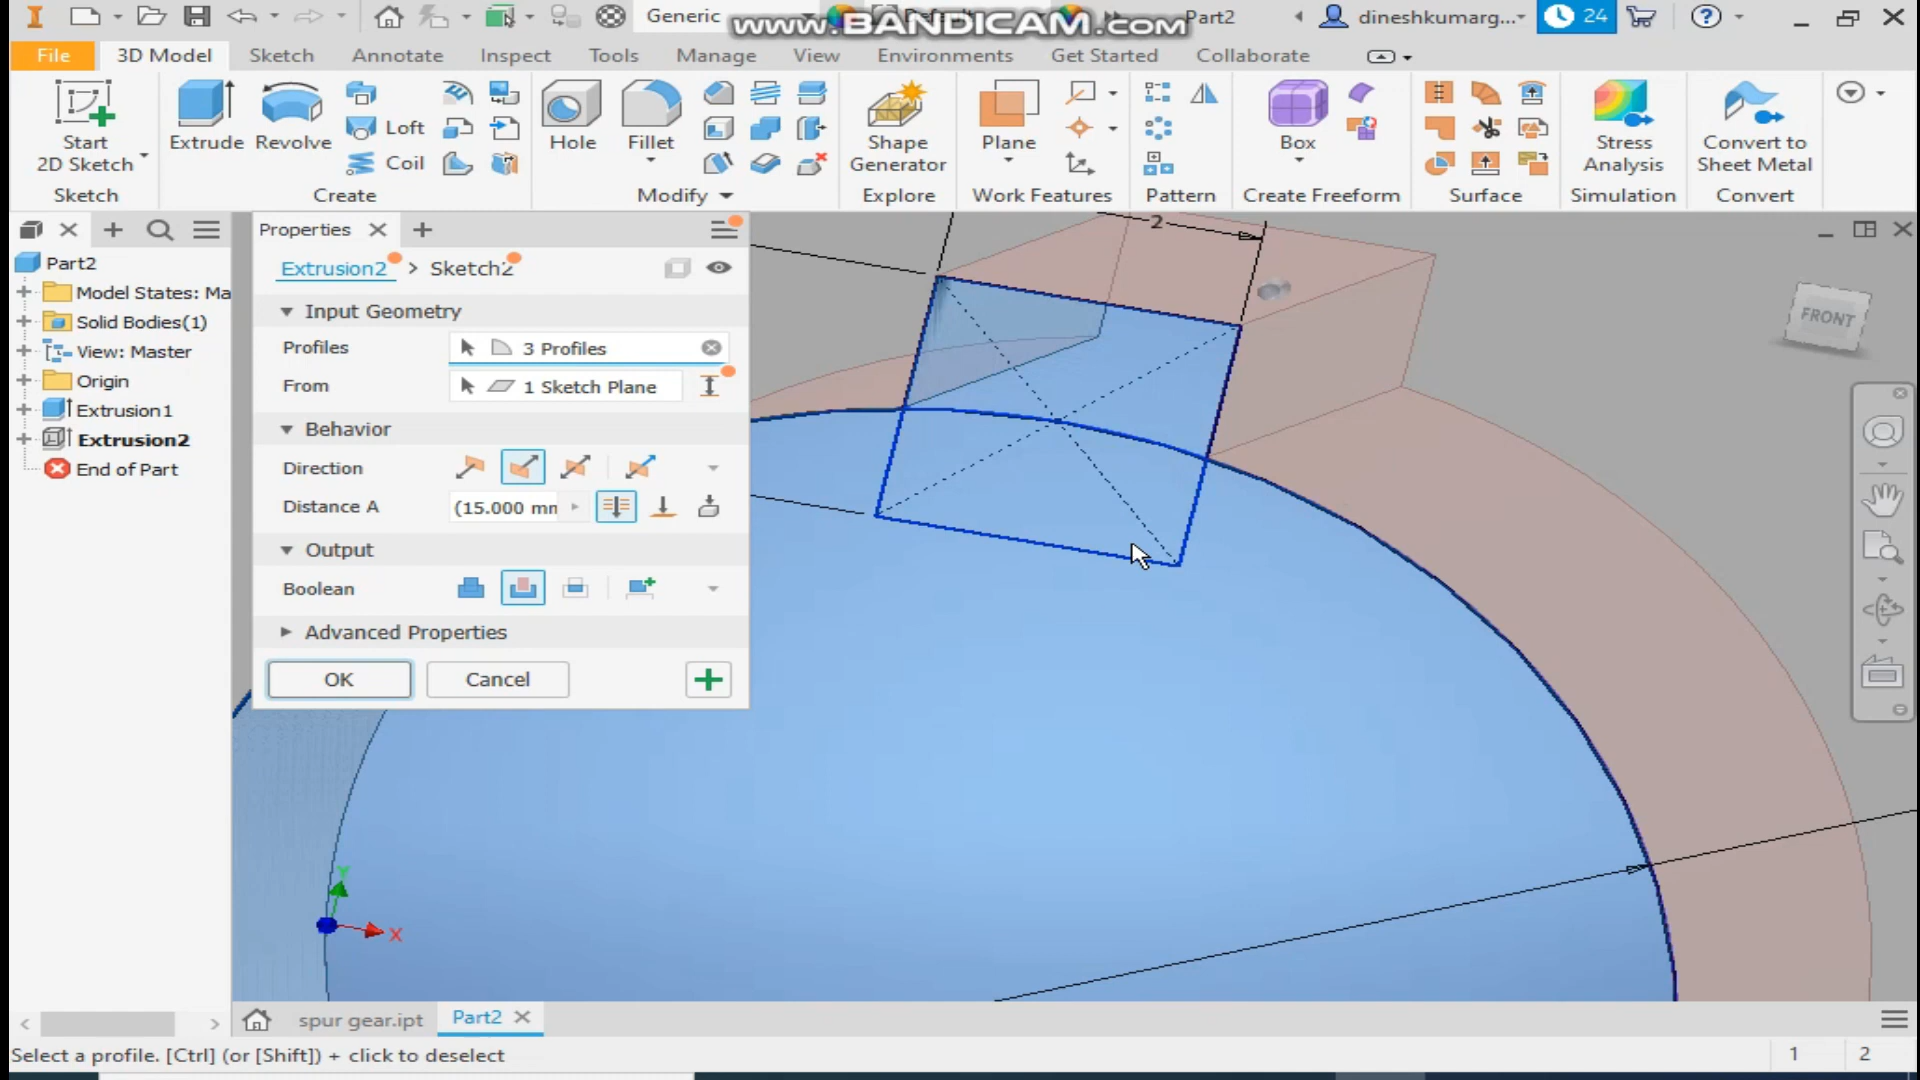 Generic
Default
www.BANDICAM.com
Part2
dineshkumarg...
24
File
3D Model
Sketch
Annotate
Inspect
Tools
Manage
View
Environments
Get Started
Collaborate
Start
2D Sketch
Sketch
Extrude
Revolve
Loft
Coil
Create
Hole
Fillet
Modify
Shape
Generator
Explore
Plane
Work Features
Pattern
Box
Create Freeform
Surface
Stress
Analysis
Simulation
Convert to
Sheet Metal
Convert
Part2
Model States: Ma
Solid Bodies(1)
View: Master
Origin
Extrusion1
Extrusion2
End of Part
Properties
Extrusion2 > Sketch2
Input Geometry
Profiles
3 Profiles
From
1 Sketch Plane
Behavior
Direction
Distance A
(15.000 mm
Output
Boolean
Advanced Properties
OK
Cancel
2
FRONT
Y
X
spur gear.ipt
Part2
Select a profile. [Ctrl] (or [Shift]) + click to deselect
1
2